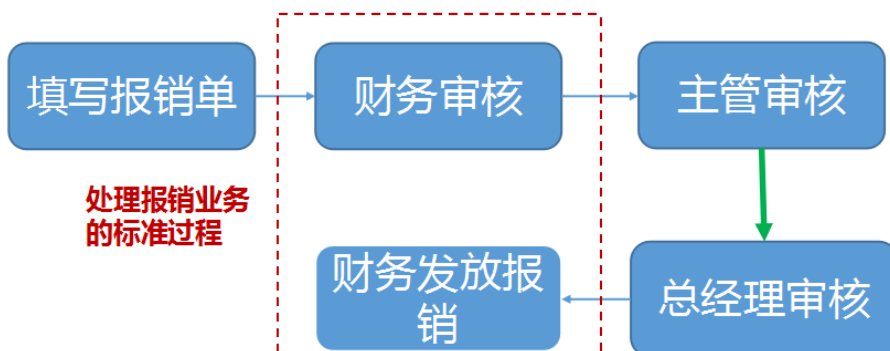 填写报销单
财务审核
主管审核
处理报销业务
的标准过程
财务发放报
销
总经理审核